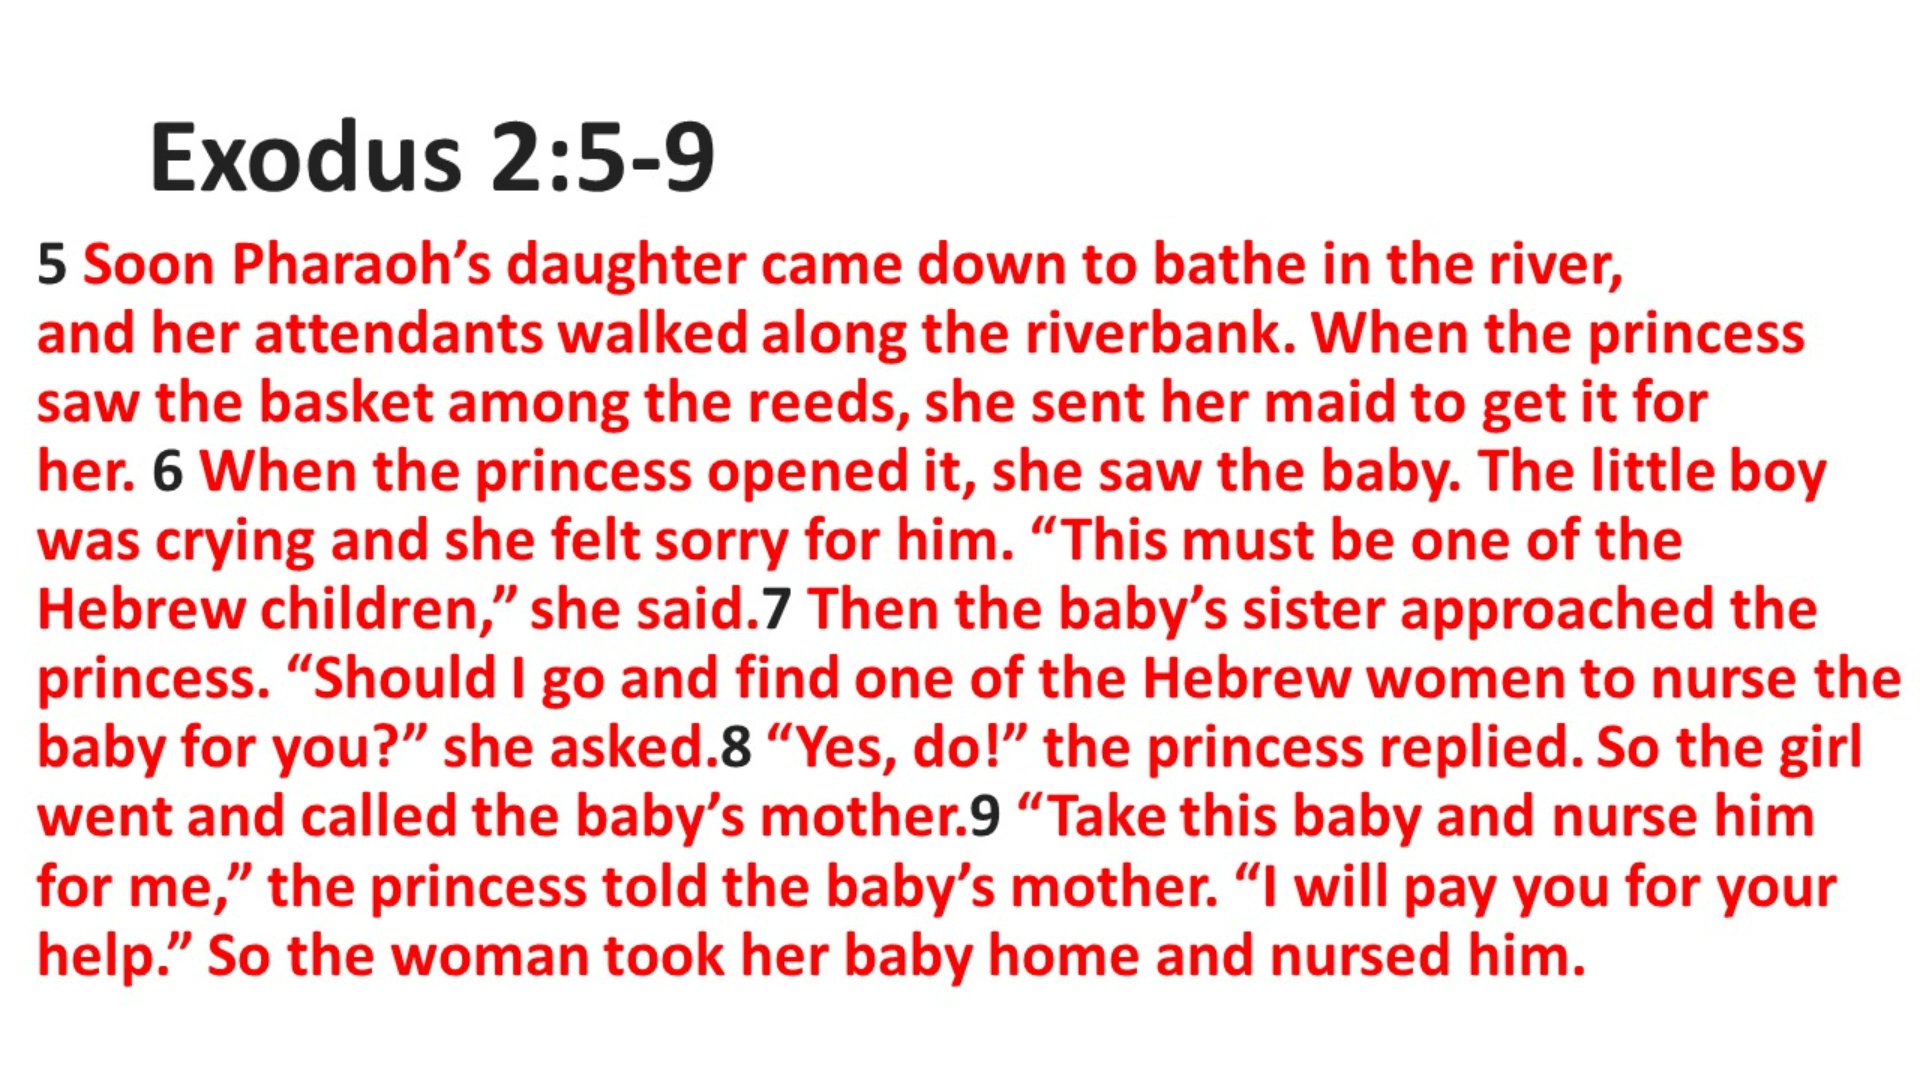 Exodus 2:5-9
5 Soon Pharaoh’s daughter came down to bathe in the river,
and her attendants walked along the riverbank. When the princess
saw the basket among the reeds, she sent her maid to get it for
her. 6 When the princess opened it, she saw the baby. The little boy
was crying and she felt sorry for him. “This must be one of the
Hebrew children,” she said.7 Then the baby’s sister approached the
princess. “Should I go and find one of the Hebrew women to nurse the
baby for you?” she asked.8 “Yes, do!” the princess replied. So the girl
went and called the baby’s mother.9 “Take this baby and nurse him
for me,” the princess told the baby’s mother. “I will pay you for your
help.” So the woman took her baby home and nursed him.